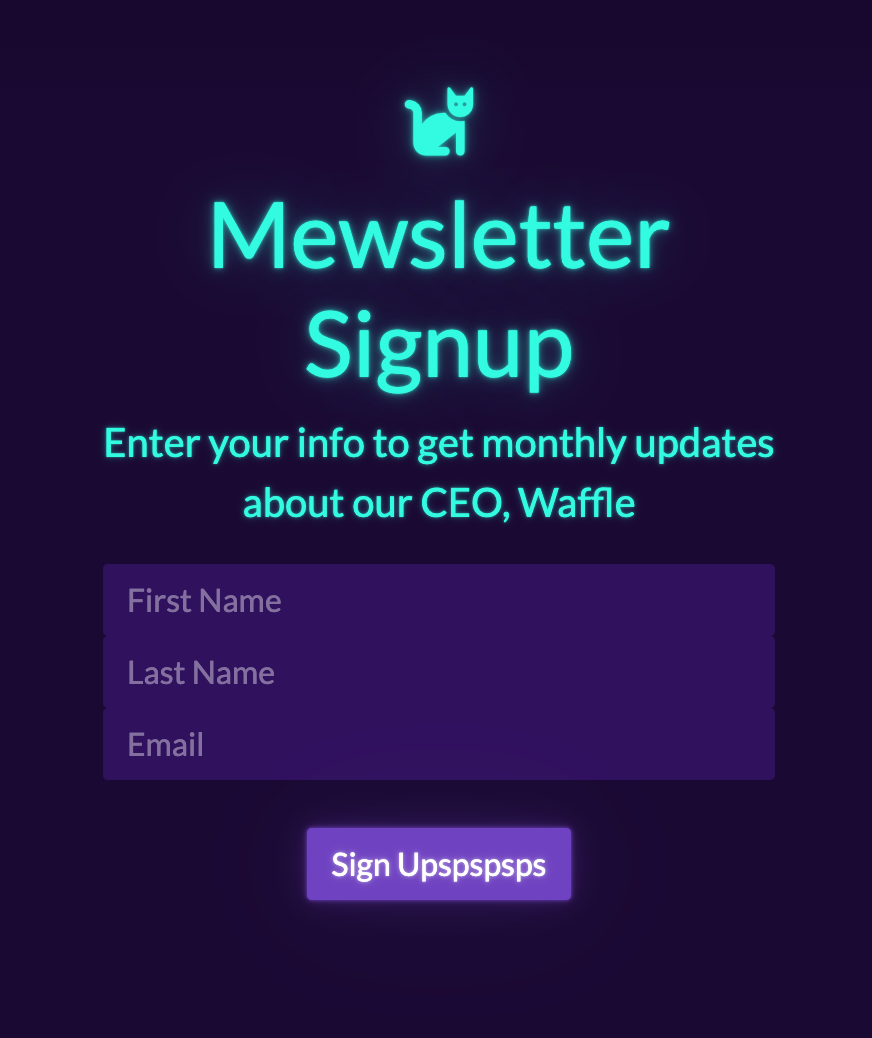 Mewsletter
Signup
Enter your info to get monthly updates
about our CEO, Waffle
First Name
Last Name
Email
Sign Upspspsps